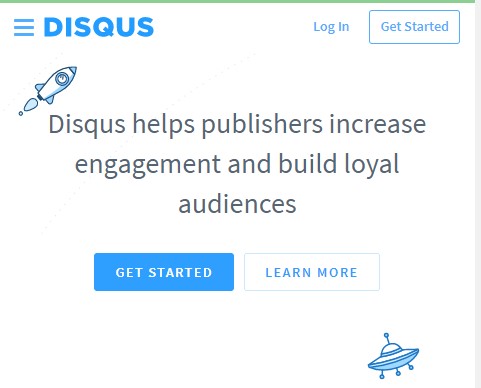 DISQUS
Log In
Get Started
Disqus helps publishers increase
engagement and build loyal
audiences
GET STARTED
LEARN MORE